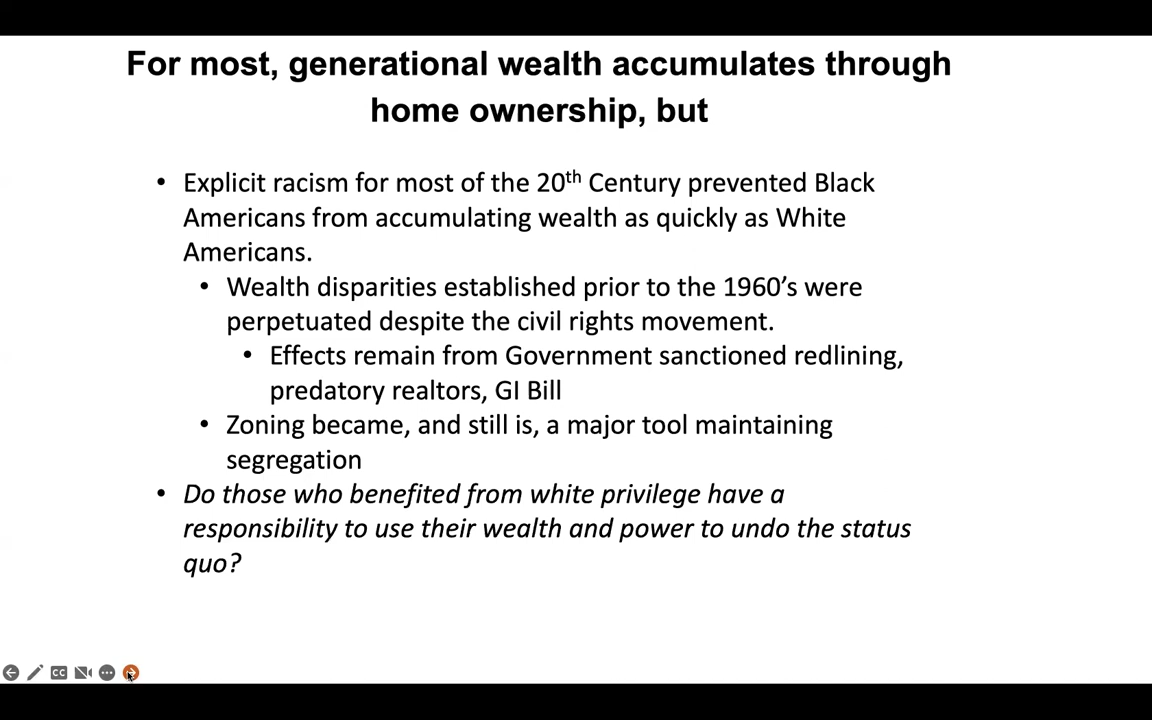 For most, generational wealth accumulates through
home ownership, but
• Explicit racism for most of the 20th Century prevented Black
Americans from accumulating wealth as quickly as White
Americans.
• Wealth disparities established prior to the 1960’s were
perpetuated despite the civil rights movement.
• Effects remain from Government sanctioned redlining,
predatory realtors, GI Bill
• Zoning became, and still is, a major tool maintaining
segregation
• Do those who benefited from white privilege have a
responsibility to use their wealth and power to undo the status
quo?
CC